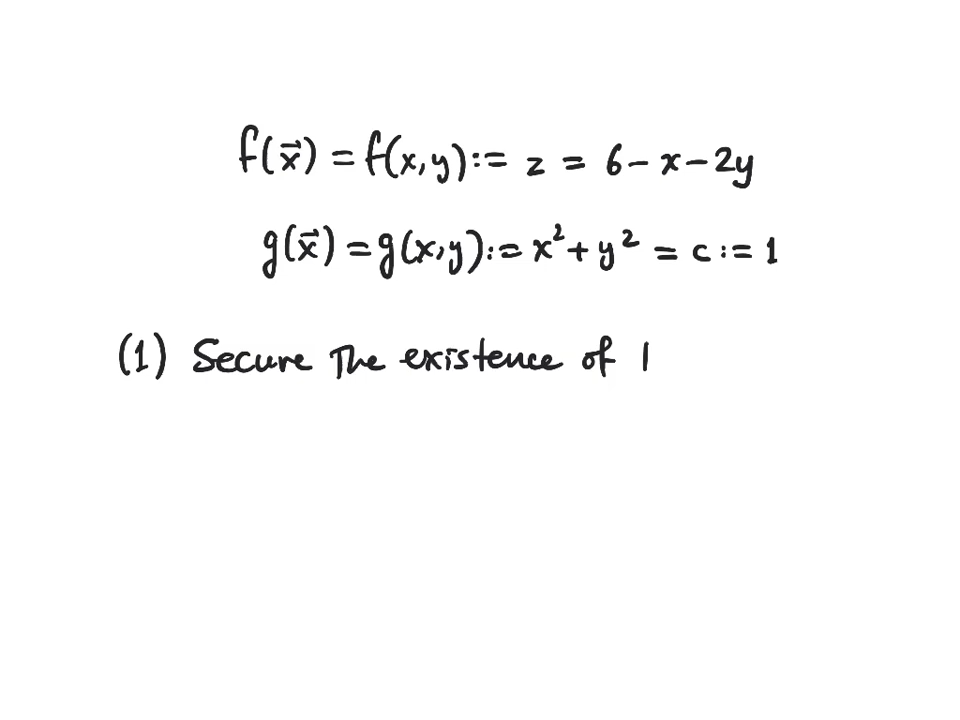 f(x⃗) = f(x,y) := z = 6 - x - 2y
g(x⃗) = g(x,y) := x² + y² = c := 1
(1) Secure The existence of